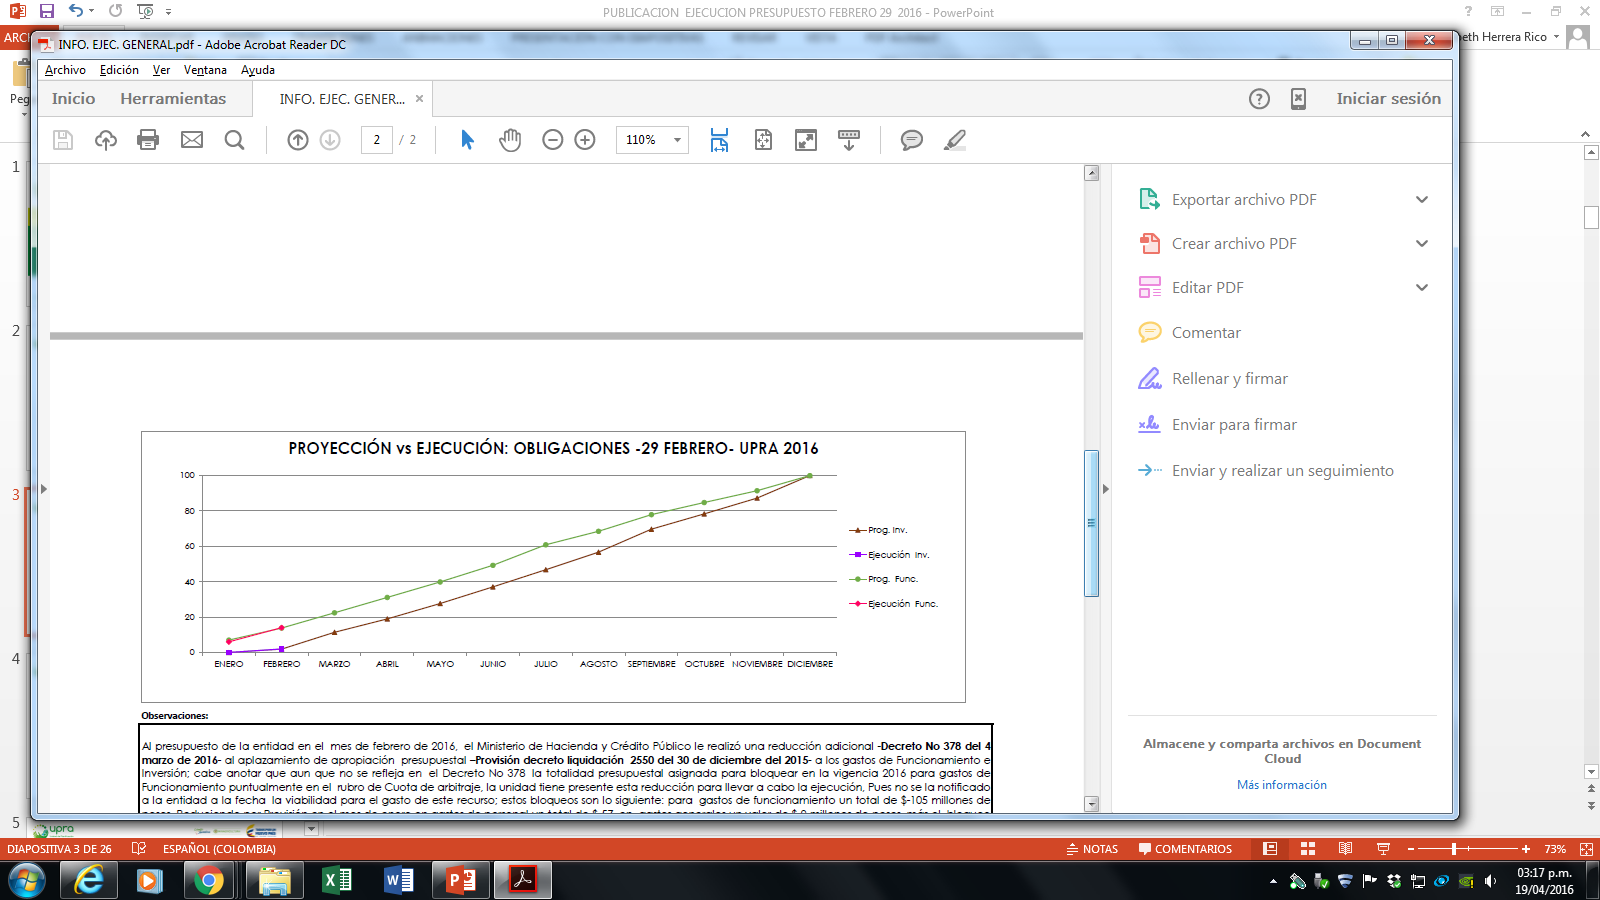 PUBLICACION EJECUCION PRESUPUESTO FEBRERO 29 2016 - PowerPoint
ARC
eth Herrera Rico
INFO. EJEC. GENERAL.pdf - Adobe Acrobat Reader DC
Archivo Edición Ver Ventana Ayuda
Inicio Herramientas INFO. EJEC. GENER... ×
Iniciar sesión
Peg
2 / 2
110%
1
2
3
4
5
Exportar archivo PDF
Crear archivo PDF
Editar PDF
Comentar
Rellenar y firmar
Enviar para firmar
Enviar y realizar un seguimiento
Almacene y comparta archivos en Document
Cloud
Más información
PROYECCIÓN vs EJECUCIÓN: OBLIGACIONES -29 FEBRERO- UPRA 2016
100
80
60
40
20
0
ENERO FEBRERO MARZO ABRIL MAYO JUNIO JULIO AGOSTO SEPTIEMBRE OCTUBRE NOVIEMBRE DICIEMBRE
Prog. Inv.
Ejecución Inv.
Prog. Func.
Ejecución Func.
Observaciones:
Al presupuesto de la entidad en el mes de febrero de 2016, el Ministerio de Hacienda y Crédito Público le realizó una reducción adicional -Decreto No 378 del 4
marzo de 2016- al aplazamiento de apropiación presupuestal –Provisión decreto liquidación 2550 del 30 de diciembre del 2015- a los gastos de Funcionamiento e
Inversión; cabe anotar que aun que no se refleja en el Decreto No 378 la totalidad presupuestal asignada para bloquear en la vigencia 2016 para gastos de
Funcionamiento puntualmente en el rubro de Cuota de arbitraje, la unidad tiene presente esta reducción para llevar a cabo la ejecución, Pues no se la notificado
a la entidad a la fecha la viabilidad para el gasto de este recurso; estos bloqueos son lo siguiente: para gastos de funcionamiento un total de $-105 millones de
upra
DIAPOSITIVA 3 DE 26 ESPAÑOL (COLOMBIA) NOTAS COMENTARIOS 73%
03:17 p.m.
19/04/2016